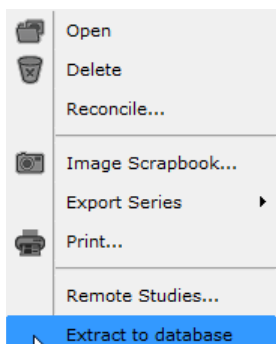 Open
Delete
Reconcile...
Image Scrapbook...
Export Series
Print...
Remote Studies...
Extract to database